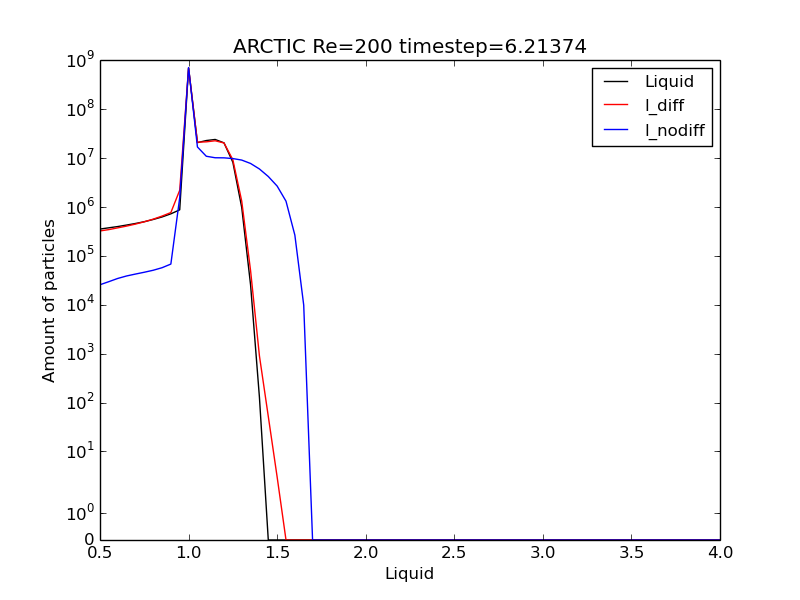 ARCTIC Re=200 timestep=6.21374
Amount of particles
10^9
10^8
10^7
10^6
10^5
10^4
10^3
10^2
10^1
10^0
0
Liquid
l_diff
l_nodiff
0.5 1.0 1.5 2.0 2.5 3.0 3.5 4.0
Liquid